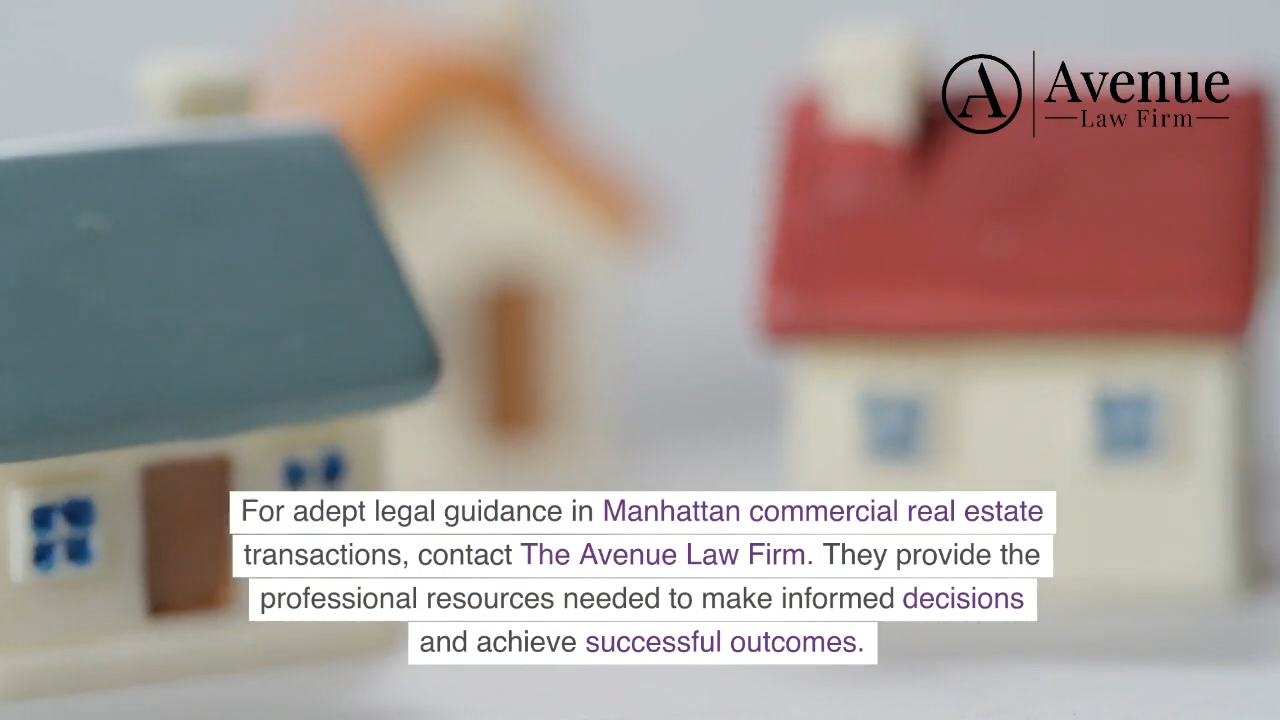 A
Avenue
Law Firm
For adept legal guidance in Manhattan commercial real estate
transactions, contact The Avenue Law Firm. They provide the
professional resources needed to make informed decisions
and achieve successful outcomes.